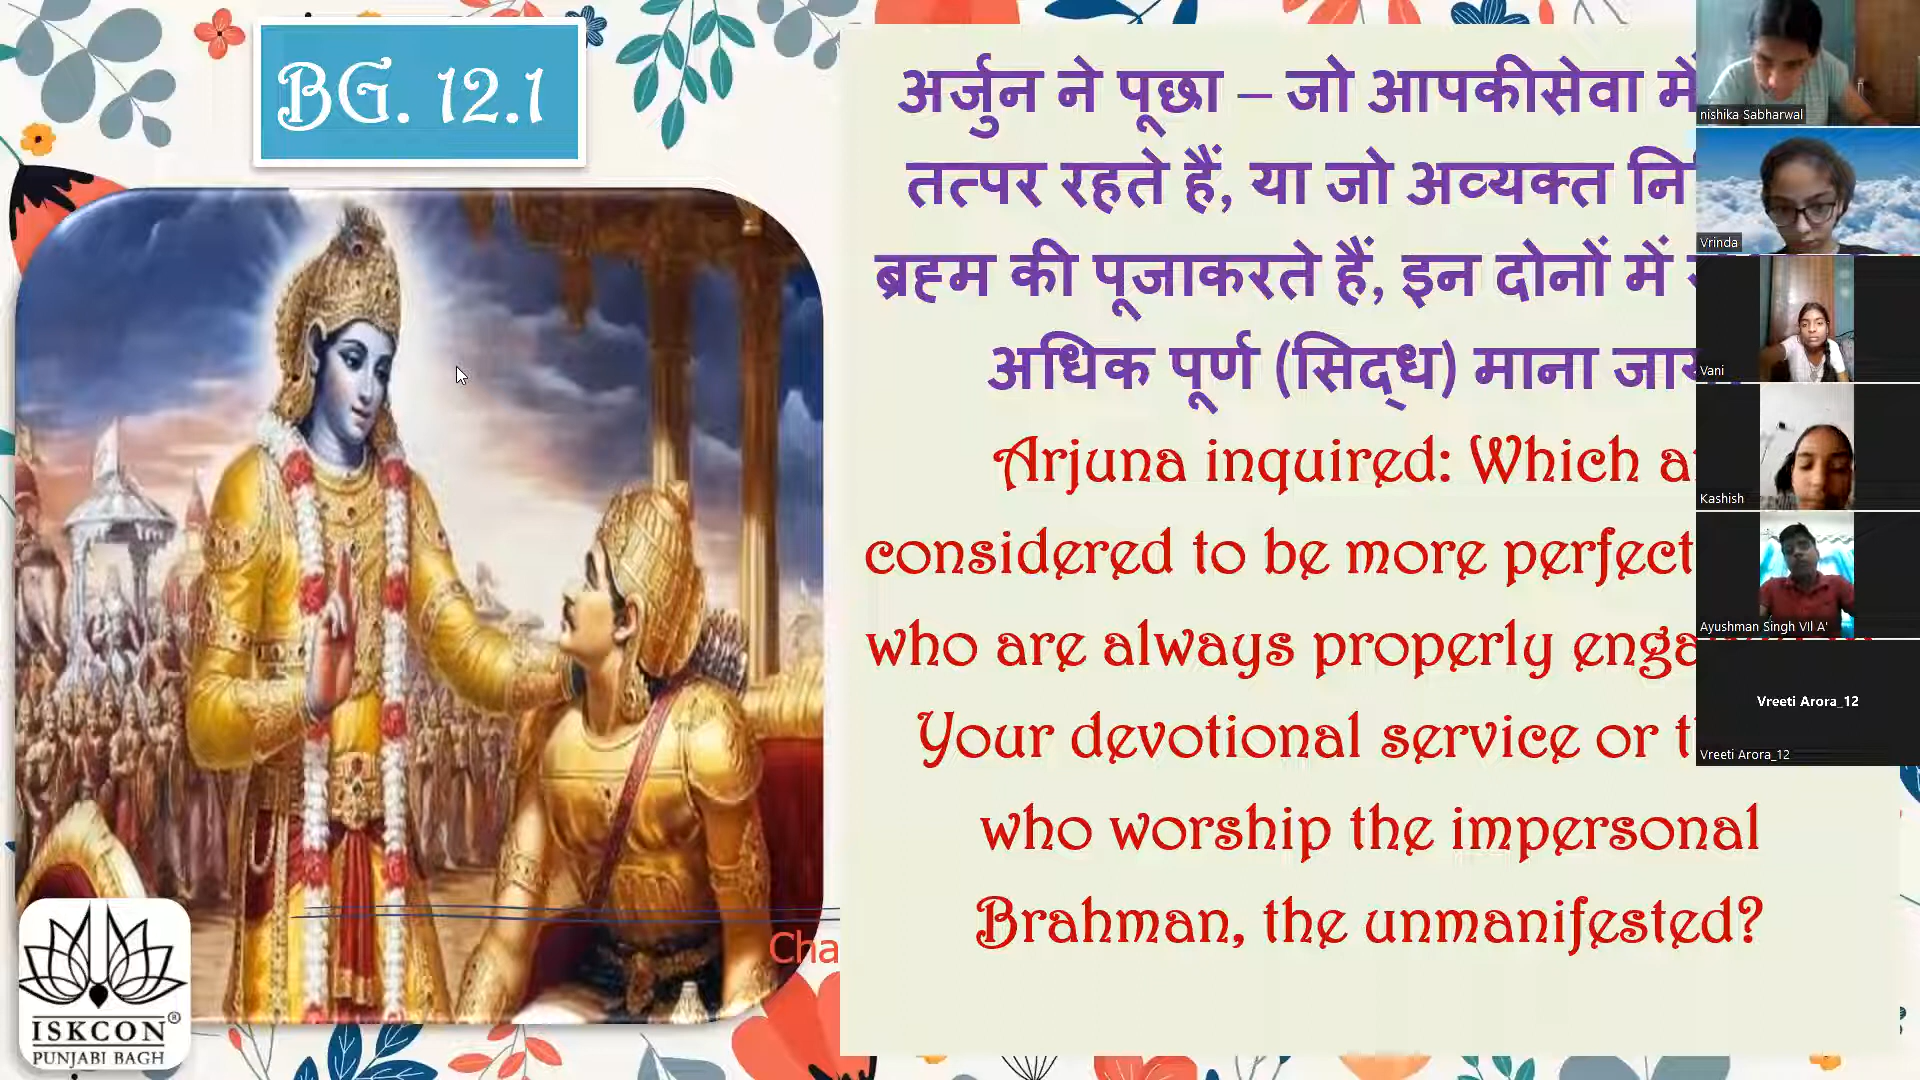 BG. 12.1
अर्जुन ने पूछा – जो आपकीसेवा में
तत्पर रहते हैं, या जो अव्यक्त
ब्रह्म की पूजाकरते हैं, इन दोनों में
अधिक पूर्ण (सिद्ध) माना
Arjuna inquired: Which
considered to be more perfect
who are always properly
Your devotional service or
who worship the impersonal
Brahman, the unmanifested?
Cha
ISKCON®
PUNJABI BAGH
nishika Sabharwal
Vrinda
Vani
Kashish
Ayushman Singh VII A'
Vreeti Arora_12
Vreeti Arora_12